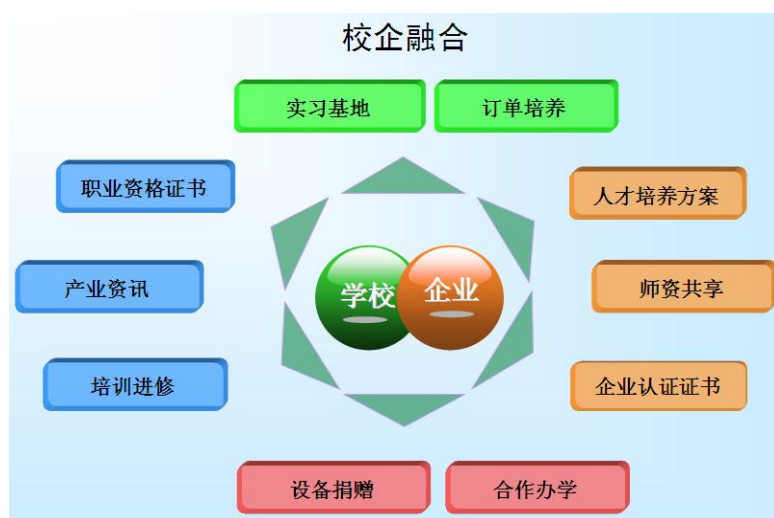 校企融合
实习基地
订单培养
职业资格证书
人才培养方案
产业资讯
学校
企业
师资共享
培训进修
企业认证证书
设备捐赠
合作办学